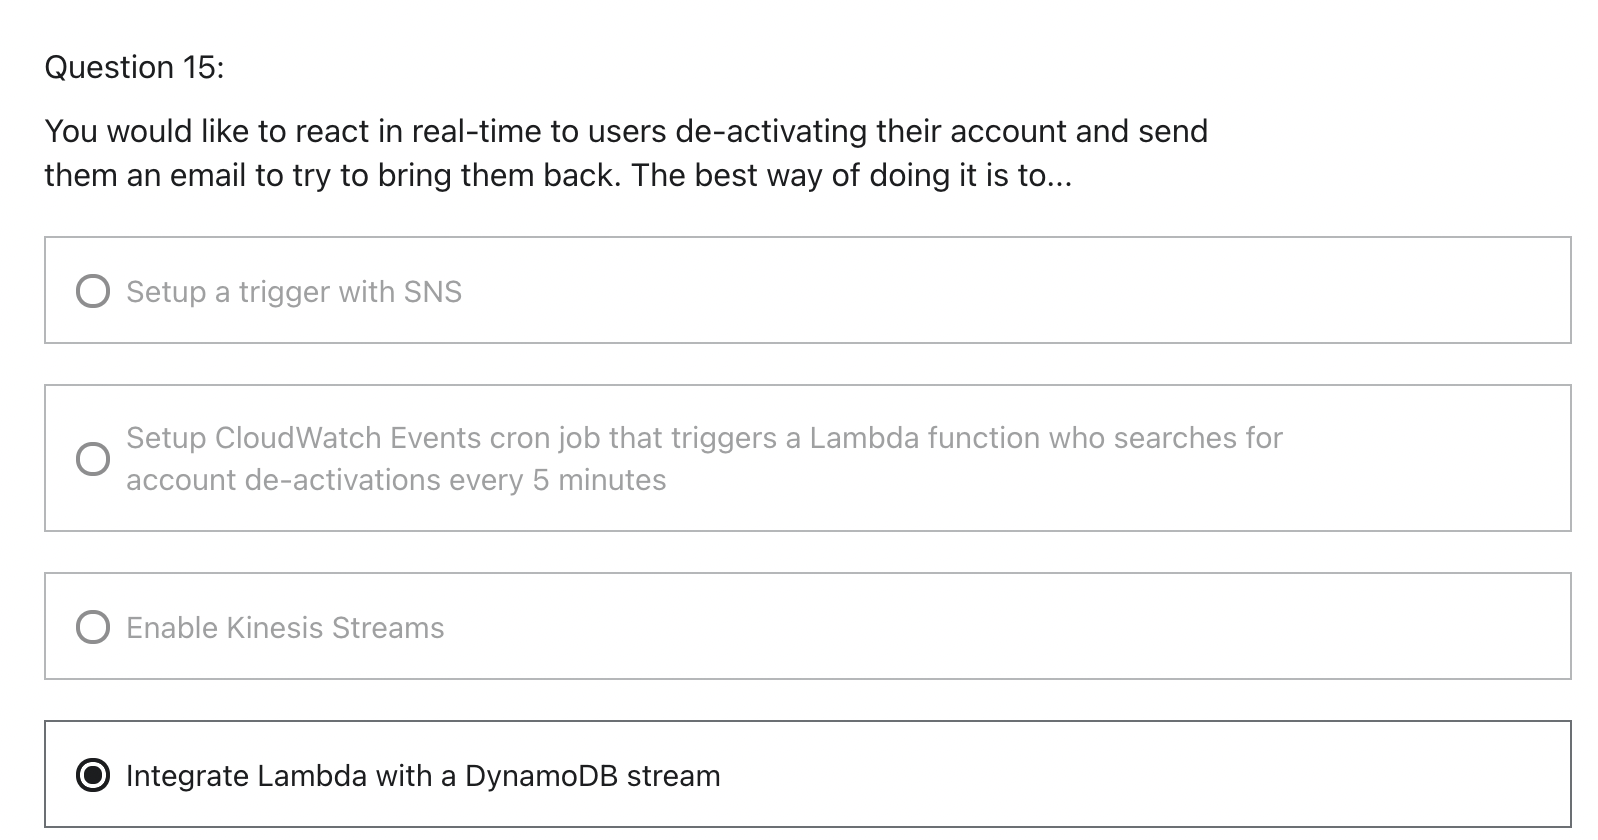 Question 15:
You would like to react in real-time to users de-activating their account and send
them an email to try to bring them back. The best way of doing it is to...
Setup a trigger with SNS
Setup CloudWatch Events cron job that triggers a Lambda function who searches for
account de-activations every 5 minutes
Enable Kinesis Streams
Integrate Lambda with a DynamoDB stream